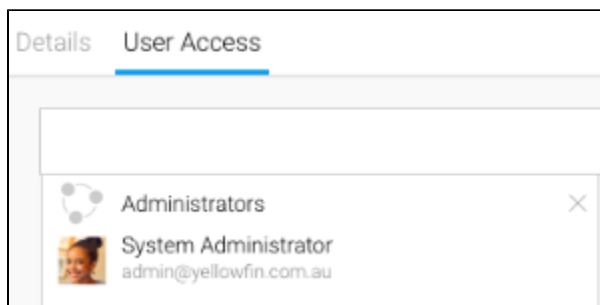 Details User Access
Administrators
System Administrator
admin@yellowfin.com.au